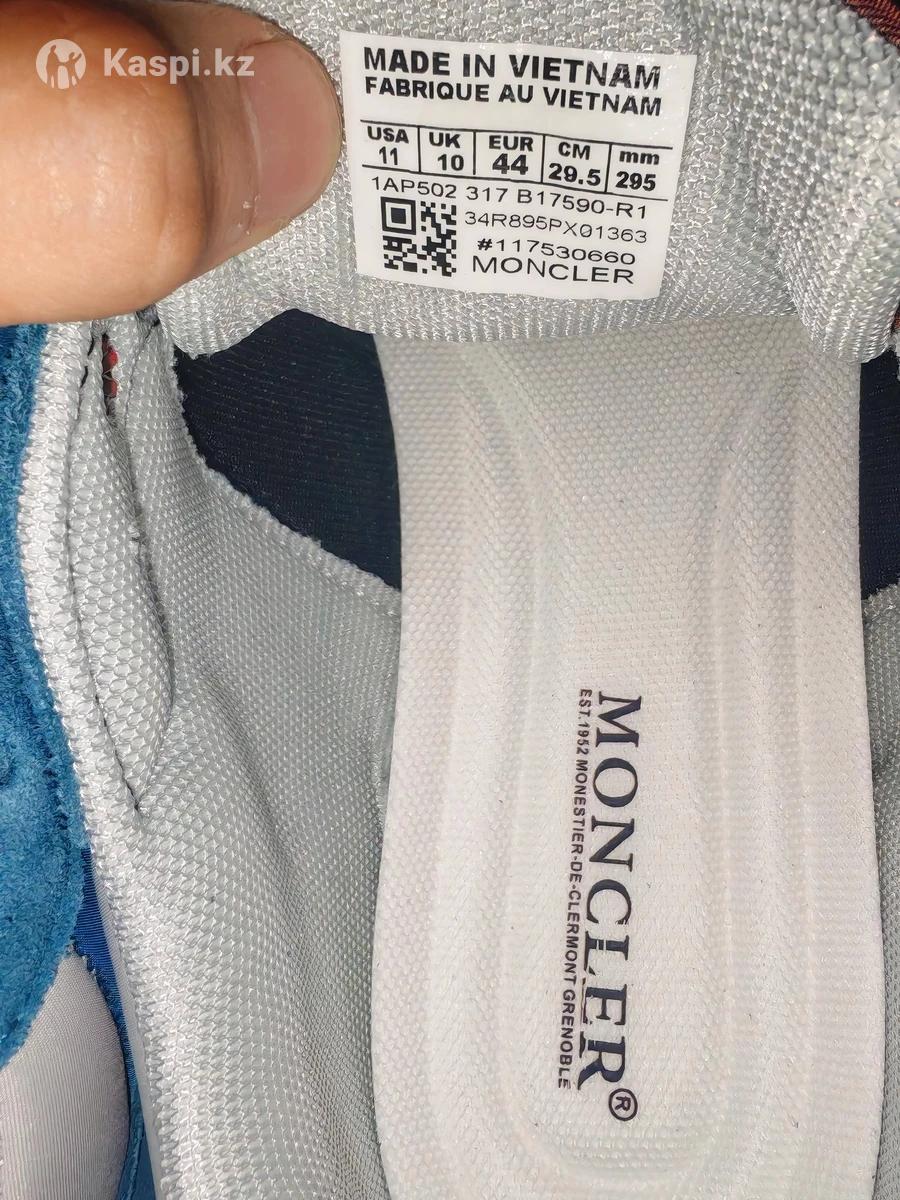 Kaspi.kz
MADE IN VIETNAM
FABRIQUE AU VIETNAM
USA UK EUR CM mm
11 10 44 29.5 295
1AP502 317 B17590-R1
34R895PX01363
#117530660
MONCLER
MONCLER®
EST.1952 MONESTIER-DE-CLERMONT GRENOBLE